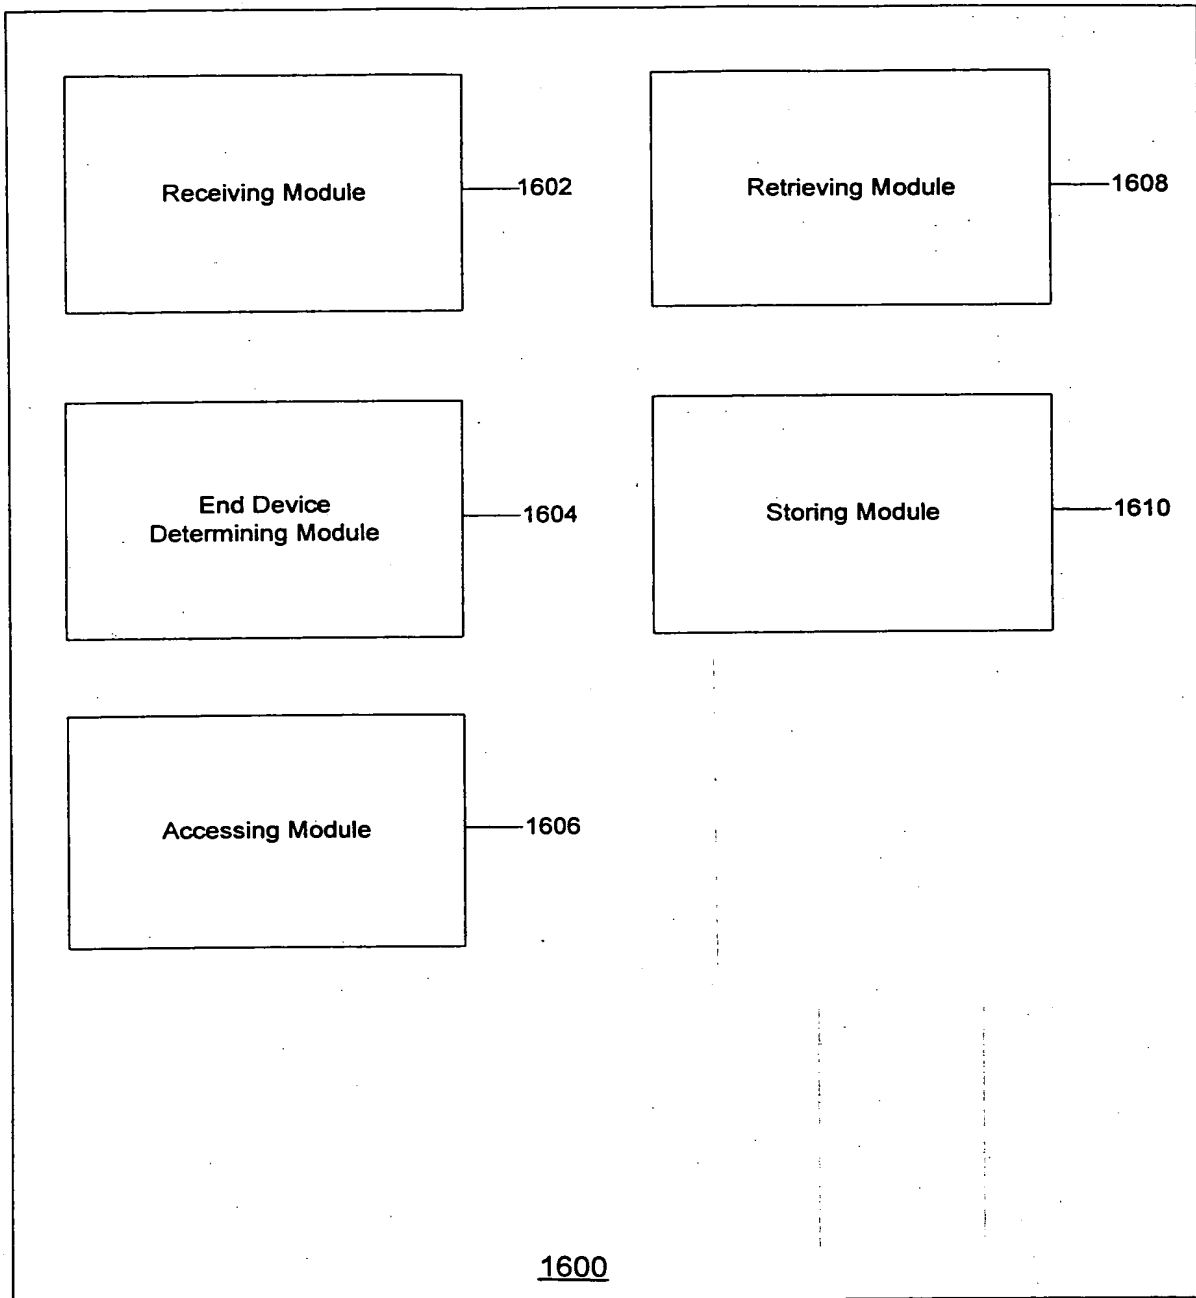 Receiving Module
1602
Retrieving Module
1608
End Device
Determining Module
1604
Storing Module
1610
Accessing Module
1606
1600